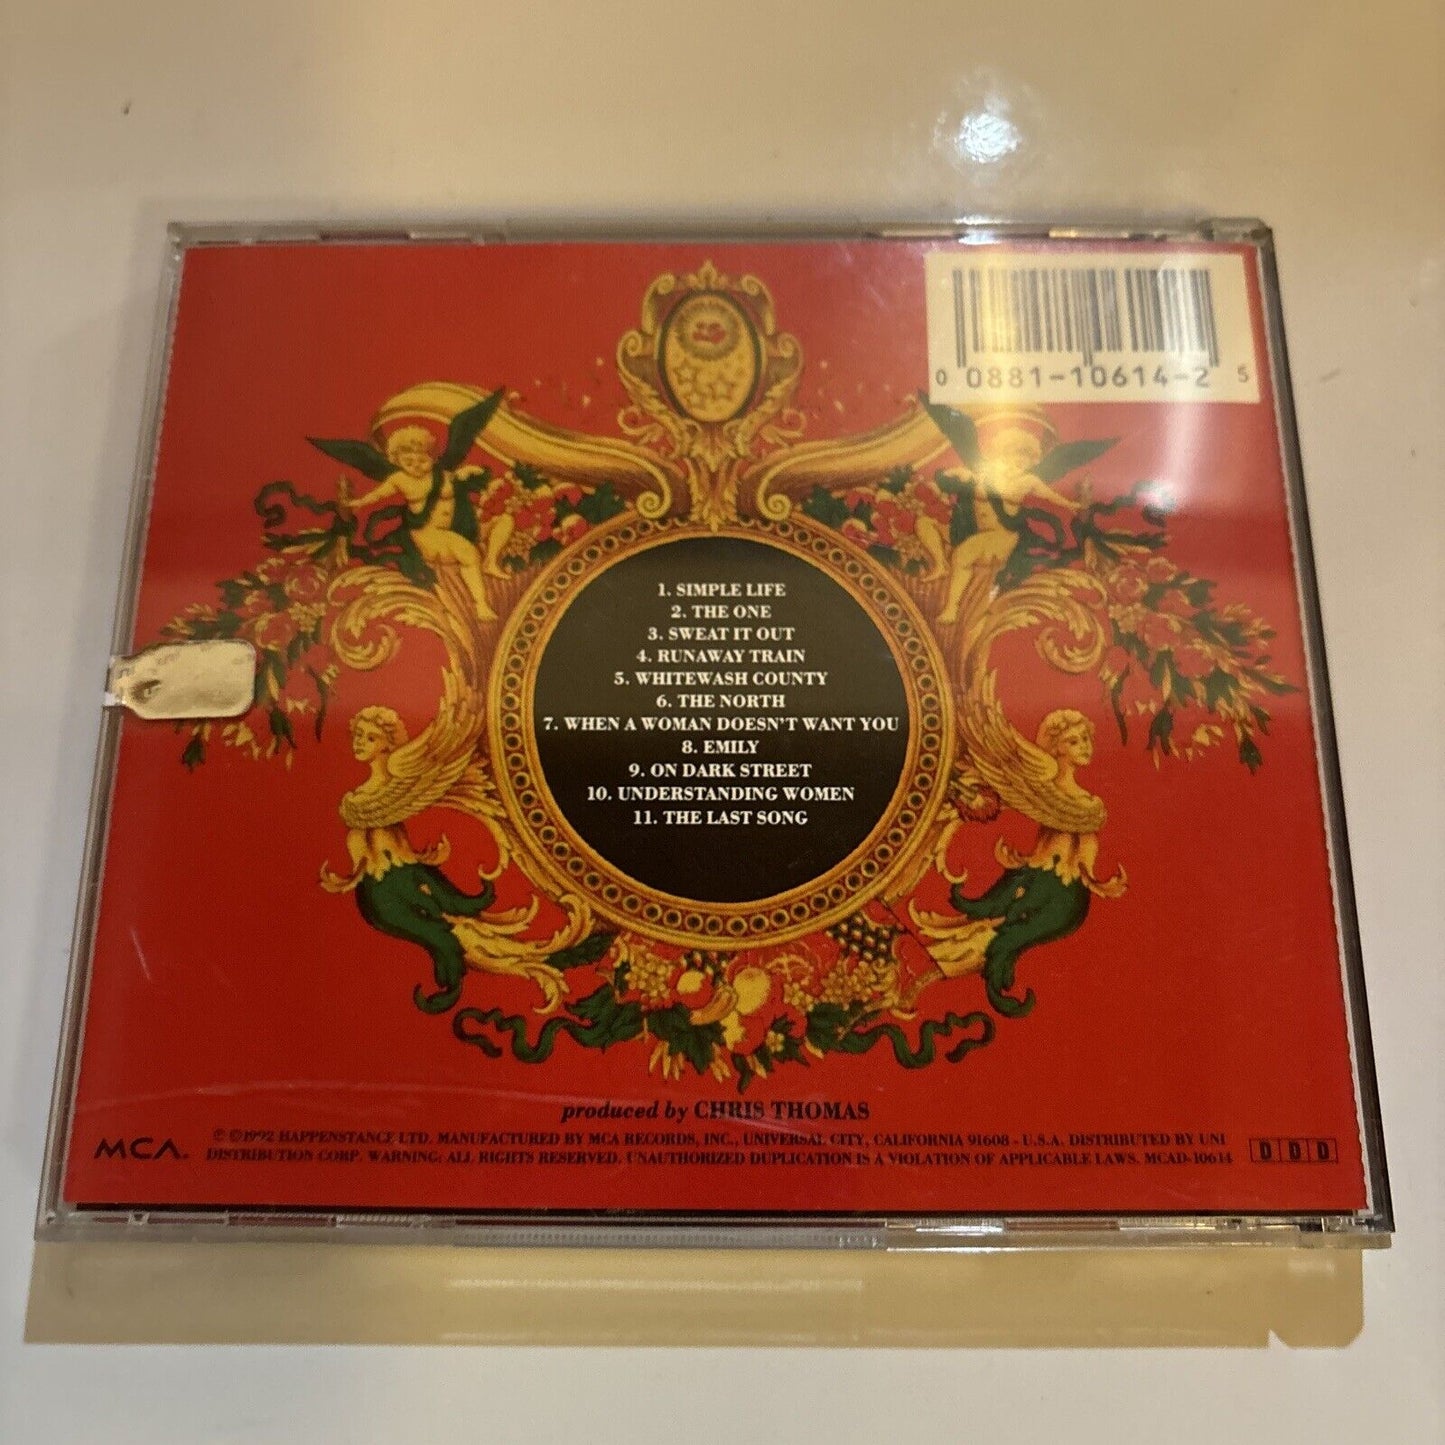 0 0881-10614-2 5
1. SIMPLE LIFE
2. THE ONE
3. SWEAT IT OUT
4. RUNAWAY TRAIN
5. WHITEWASH COUNTY
6. THE NORTH
7. WHEN A WOMAN DOESN'T WANT YOU
8. EMILY
9. ON DARK STREET
10. UNDERSTANDING WOMEN
11. THE LAST SONG
produced by CHRIS THOMAS
MCA.
℗ ©1992 HAPPENSTANCE LTD. MANUFACTURED BY MCA RECORDS, INC., UNIVERSAL CITY, CALIFORNIA 91608 - U.S.A. DISTRIBUTED BY UNI
DISTRIBUTION CORP. WARNING: ALL RIGHTS RESERVED. UNAUTHORIZED DUPLICATION IS A VIOLATION OF APPLICABLE LAWS. MCAD-10614
DDD